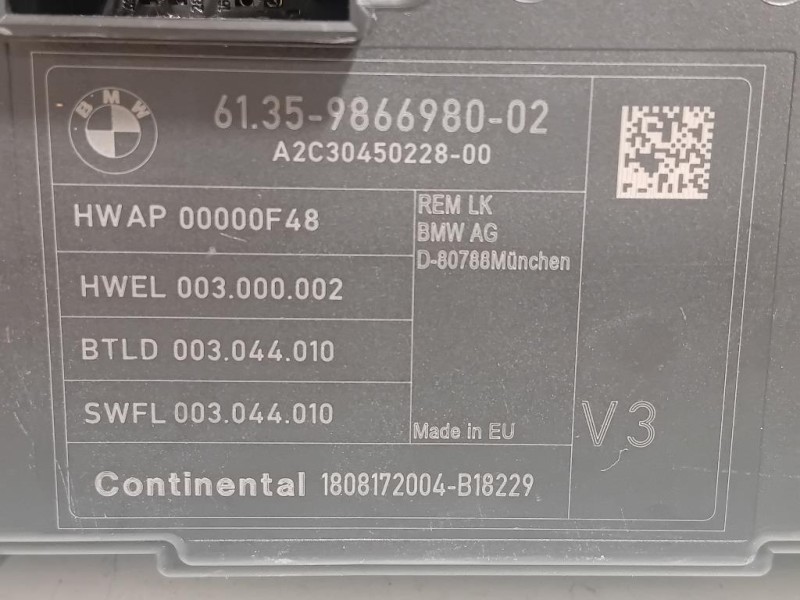 BMW
61.35-9866980-02
A2C30450228-00
HWAP 00000F48
HWEL 003.000.002
BTLD 003.044.010
SWFL 003.044.010
REM LK
BMW AG
D-80788München
Made in EU
V3
Continental 1808172004-B18229